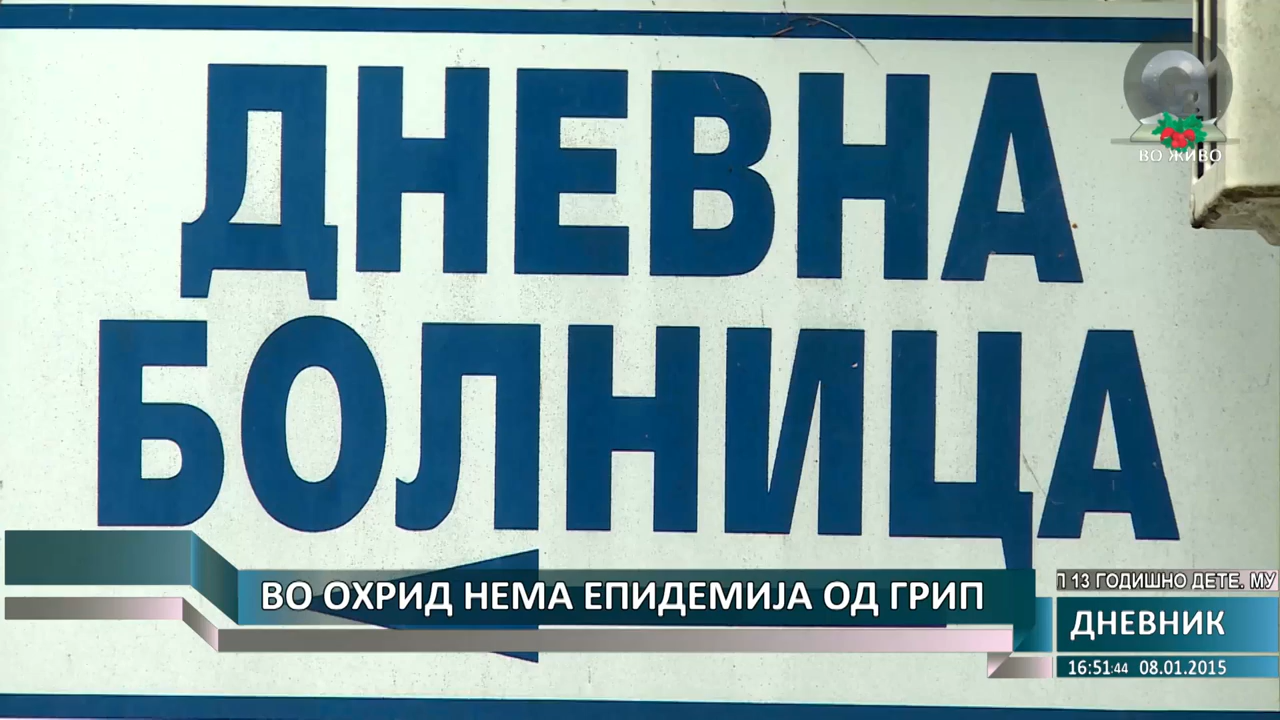 ДНЕВНА
БОЛНИЦА
ВО ЖИВО
ВО ОХРИД НЕМА ЕПИДЕМИЈА ОД ГРИП
13 ГОДИШНО ДЕТЕ. МУ
ДНЕВНИК
16:51:44 08.01.2015